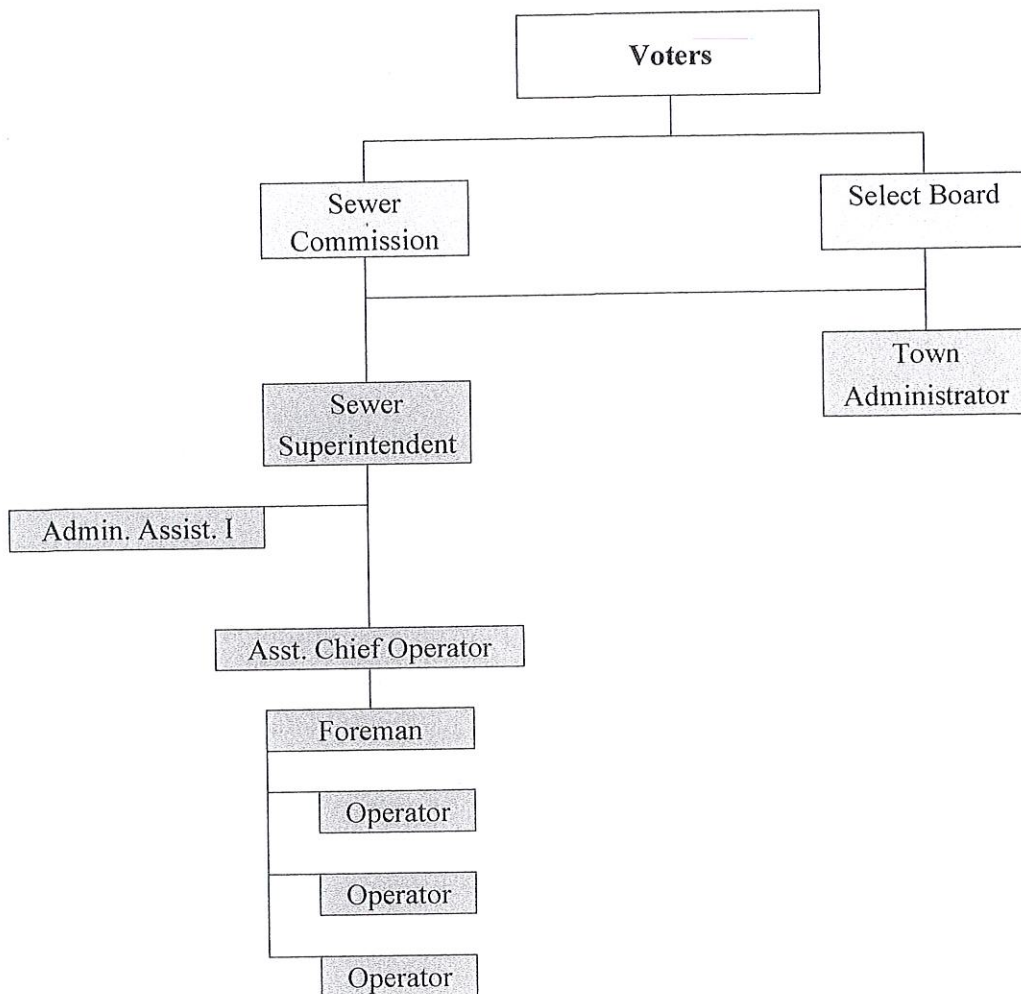 Voters
Sewer
Commission
Select Board
Town
Administrator
Sewer
Superintendent
Admin. Assist. I
Asst. Chief Operator
Foreman
Operator
Operator
Operator